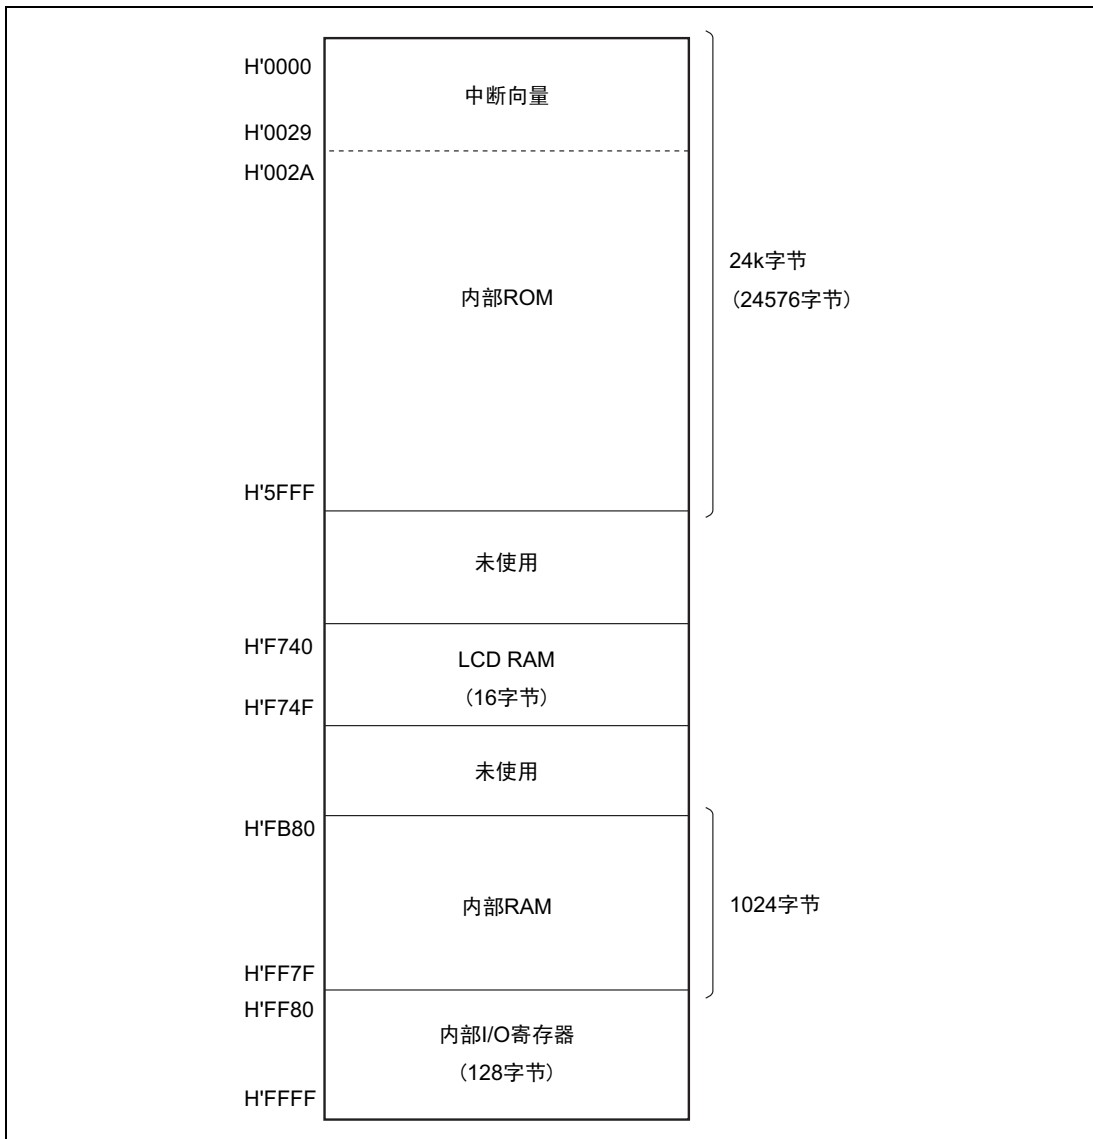 H'0000
中断向量
H'0029
H'002A
24k字节
（24576字节）
内部ROM
H'5FFF
未使用
H'F740
LCD RAM
（16字节）
H'F74F
未使用
H'FB80
内部RAM
1024字节
H'FF7F
H'FF80
内部I/O寄存器
（128字节）
H'FFFF